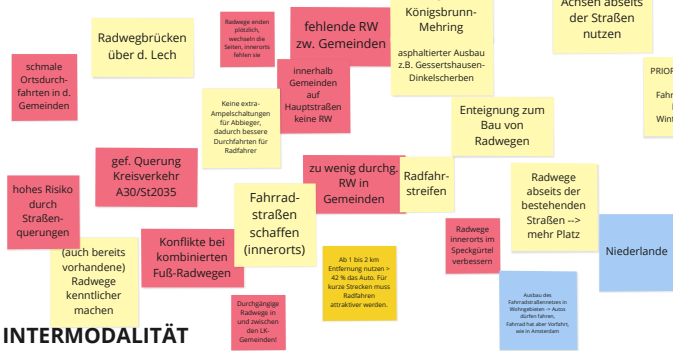 Radwegbrücken
über d. Lech
Radwege enden
plötzlich,
wechseln die
Seiten, innerorts
fehlen sie
fehlende RW
zw. Gemeinden
Königsbrunn-
Mehring
asphaltierter Ausbau
z.B. Gessertshausen-
Dinkelscherben
Achsen abseits
der Straßen
nutzen
schmale
Ortsdurch-
fahrten in d.
Gemeinden
innerhalb
Gemeinden
auf
Hauptstraßen
keine RW
Keine extra-
Ampelschaltungen
für Abbieger,
dadurch bessere
Durchfahrten für
Radfahrer
Enteignung zum
Bau von
Radwegen
gef. Querung
Kreisverkehr
A30/St2035
zu wenig durchg.
RW in
Gemeinden
Radfahr-
streifen
hohes Risiko
durch
Straßen-
querungen
Fahrrad-
straßen
schaffen
(innerorts)
Radwege
abseits der
bestehenden
Straßen -->
mehr Platz
Konflikte bei
kombinierten
Fuß-Radwegen
Radwege
innerorts im
Speckgürtel
verbessern
Niederlande
(auch bereits
vorhandene)
Radwege
kenntlicher
machen
Ab 1 bis 2 km
Entfernung nutzen >
42 % das Auto. Für
kurze Strecken muss
Radfahren
attraktiver werden.
Durchgängige
Radwege in
und zwischen
den LK-
Gemeinden!
Ausbau des
Fahrradstraßennetzes in
Wohngebieten -> Autos
dürfen fahren,
Fahrrad hat aber Vorfahrt,
wie in Amsterdam
INTERMODALITÄT